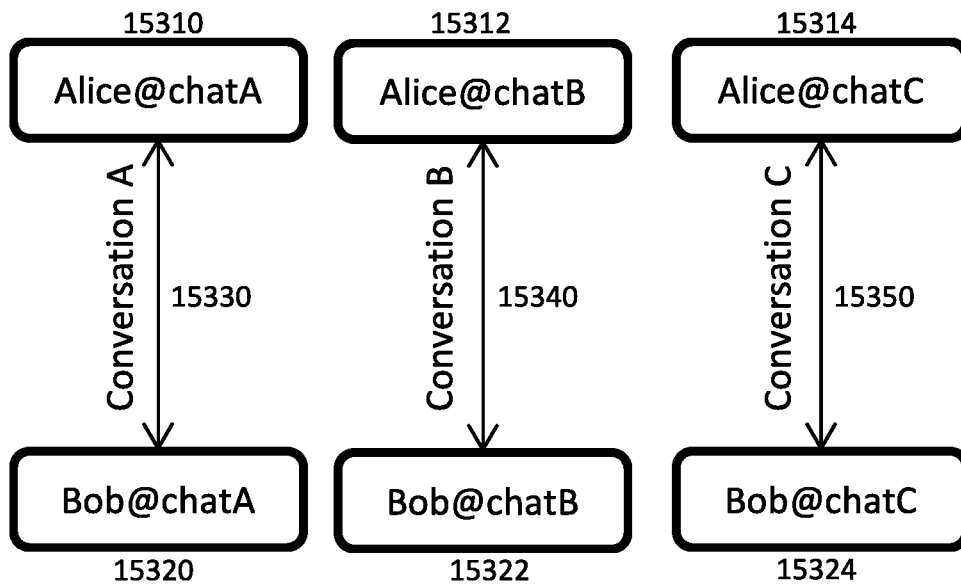 15310
15312
15314
Alice@chatA
Alice@chatB
Alice@chatC
Conversation A
15330
Conversation B
15340
Conversation C
15350
Bob@chatA
Bob@chatB
Bob@chatC
15320
15322
15324